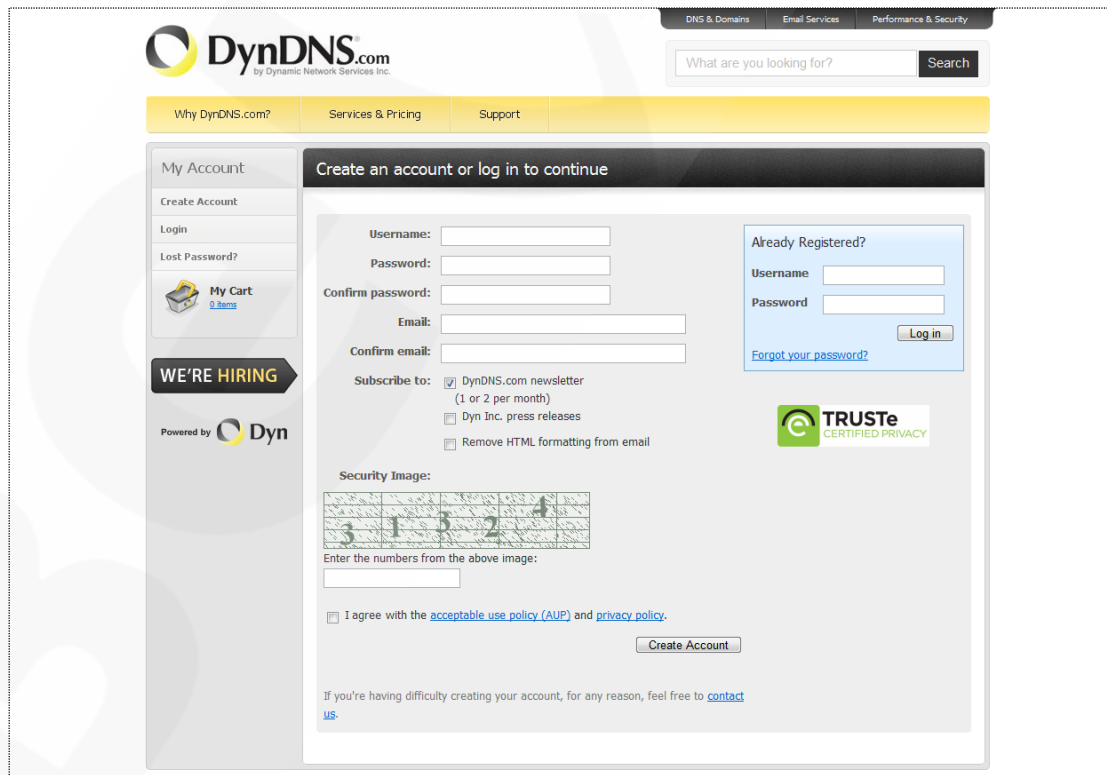 DNS & Domains Email Services Performance & Security
DynDNS.com
by Dynamic Network Services Inc.
What are you looking for? Search
Why DynDNS.com? Services & Pricing Support
My Account
Create Account
Login
Lost Password?
My Cart
0 items
WE'RE HIRING
Powered by Dyn
Create an account or log in to continue
Username:
Password:
Confirm password:
Email:
Confirm email:
Subscribe to: DynDNS.com newsletter
(1 or 2 per month)
Dyn Inc. press releases
Remove HTML formatting from email
Security Image:
3 1 3 2 4
Enter the numbers from the above image:
I agree with the acceptable use policy (AUP) and privacy policy.
Create Account
If you're having difficulty creating your account, for any reason, feel free to contact
us.
Already Registered?
Username
Password
Log in
Forgot your password?
TRUSTe
CERTIFIED PRIVACY